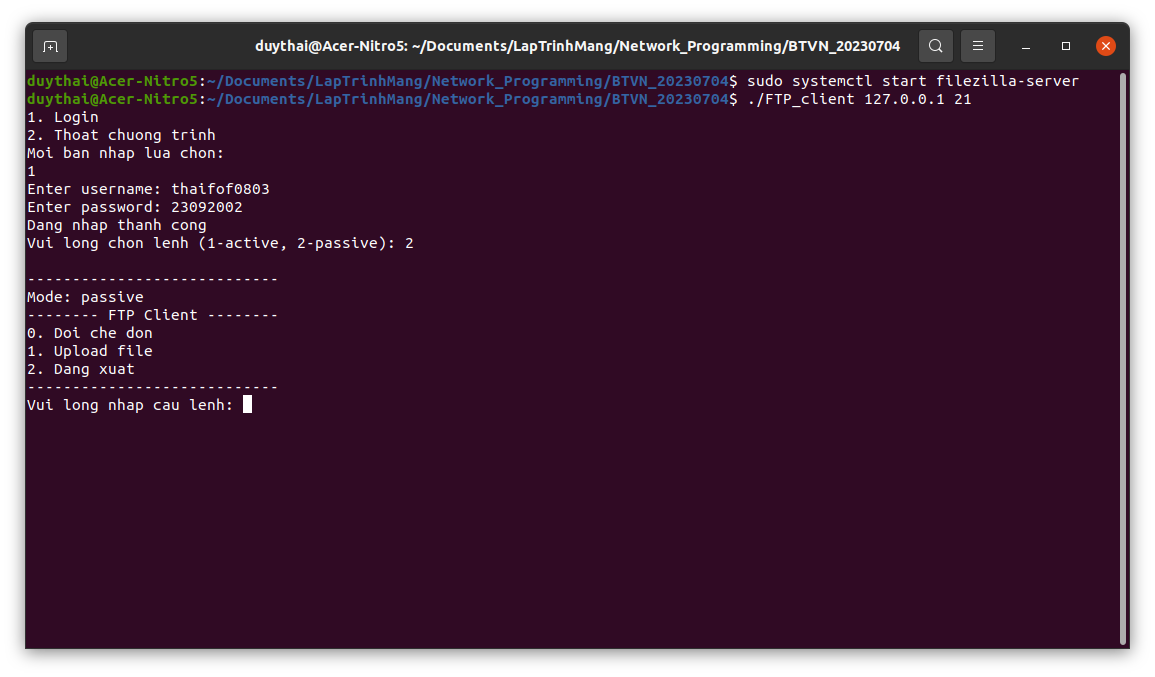 duythai@Acer-Nitro5: ~/Documents/LapTrinhMang/Network_Programming/BTVN_20230704
duythai@Acer-Nitro5:~/Documents/LapTrinhMang/Network_Programming/BTVN_20230704$ sudo systemctl start filezilla-server
duythai@Acer-Nitro5:~/Documents/LapTrinhMang/Network_Programming/BTVN_20230704$ ./FTP_client 127.0.0.1 21
1. Login
2. Thoat chuong trinh
Moi ban nhap lua chon:
1
Enter username: thaifof0803
Enter password: 23092002
Dang nhap thanh cong
Vui long chon lenh (1-active, 2-passive): 2
----------------------------
Mode: passive
-------- FTP Client --------
0. Doi che don
1. Upload file
2. Dang xuat
----------------------------
Vui long nhap cau lenh: